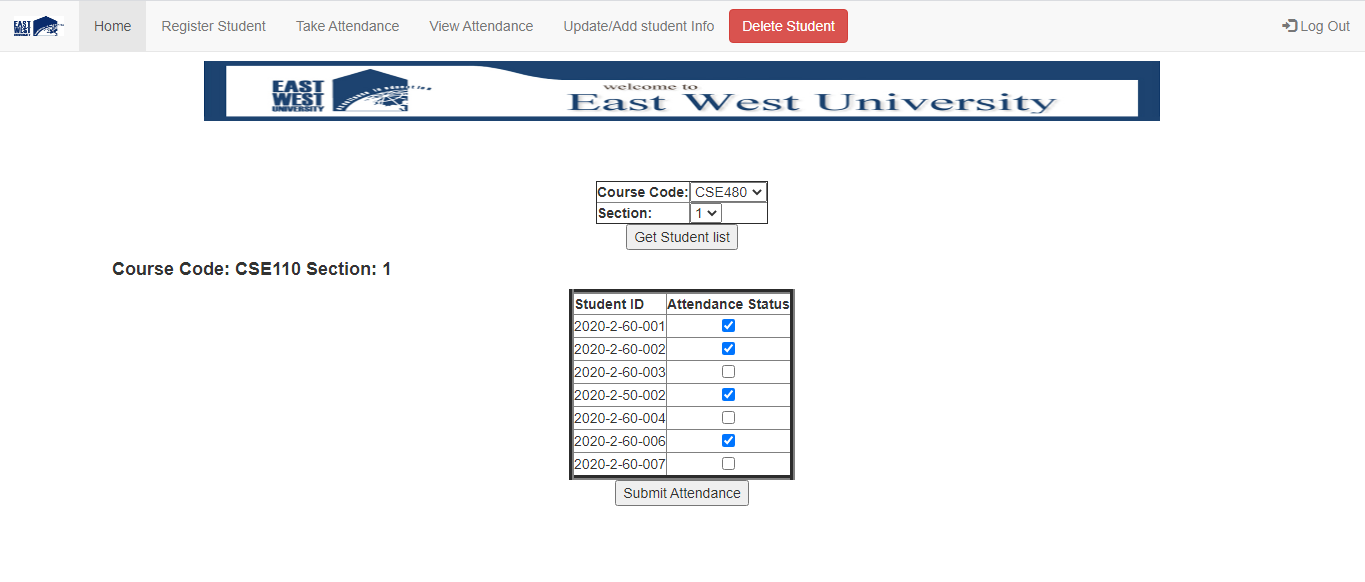 EAST WEST UNIVERSITY Home Register Student Take Attendance View Attendance Update/Add student Info Delete Student Log Out
EAST
WEST
UNIVERSITY
welcome to
East West University
Course Code: CSE480
Section: 1
Get Student list
Course Code: CSE110 Section: 1
Student ID Attendance Status
2020-2-60-001
2020-2-60-002
2020-2-60-003
2020-2-50-002
2020-2-60-004
2020-2-60-006
2020-2-60-007
Submit Attendance